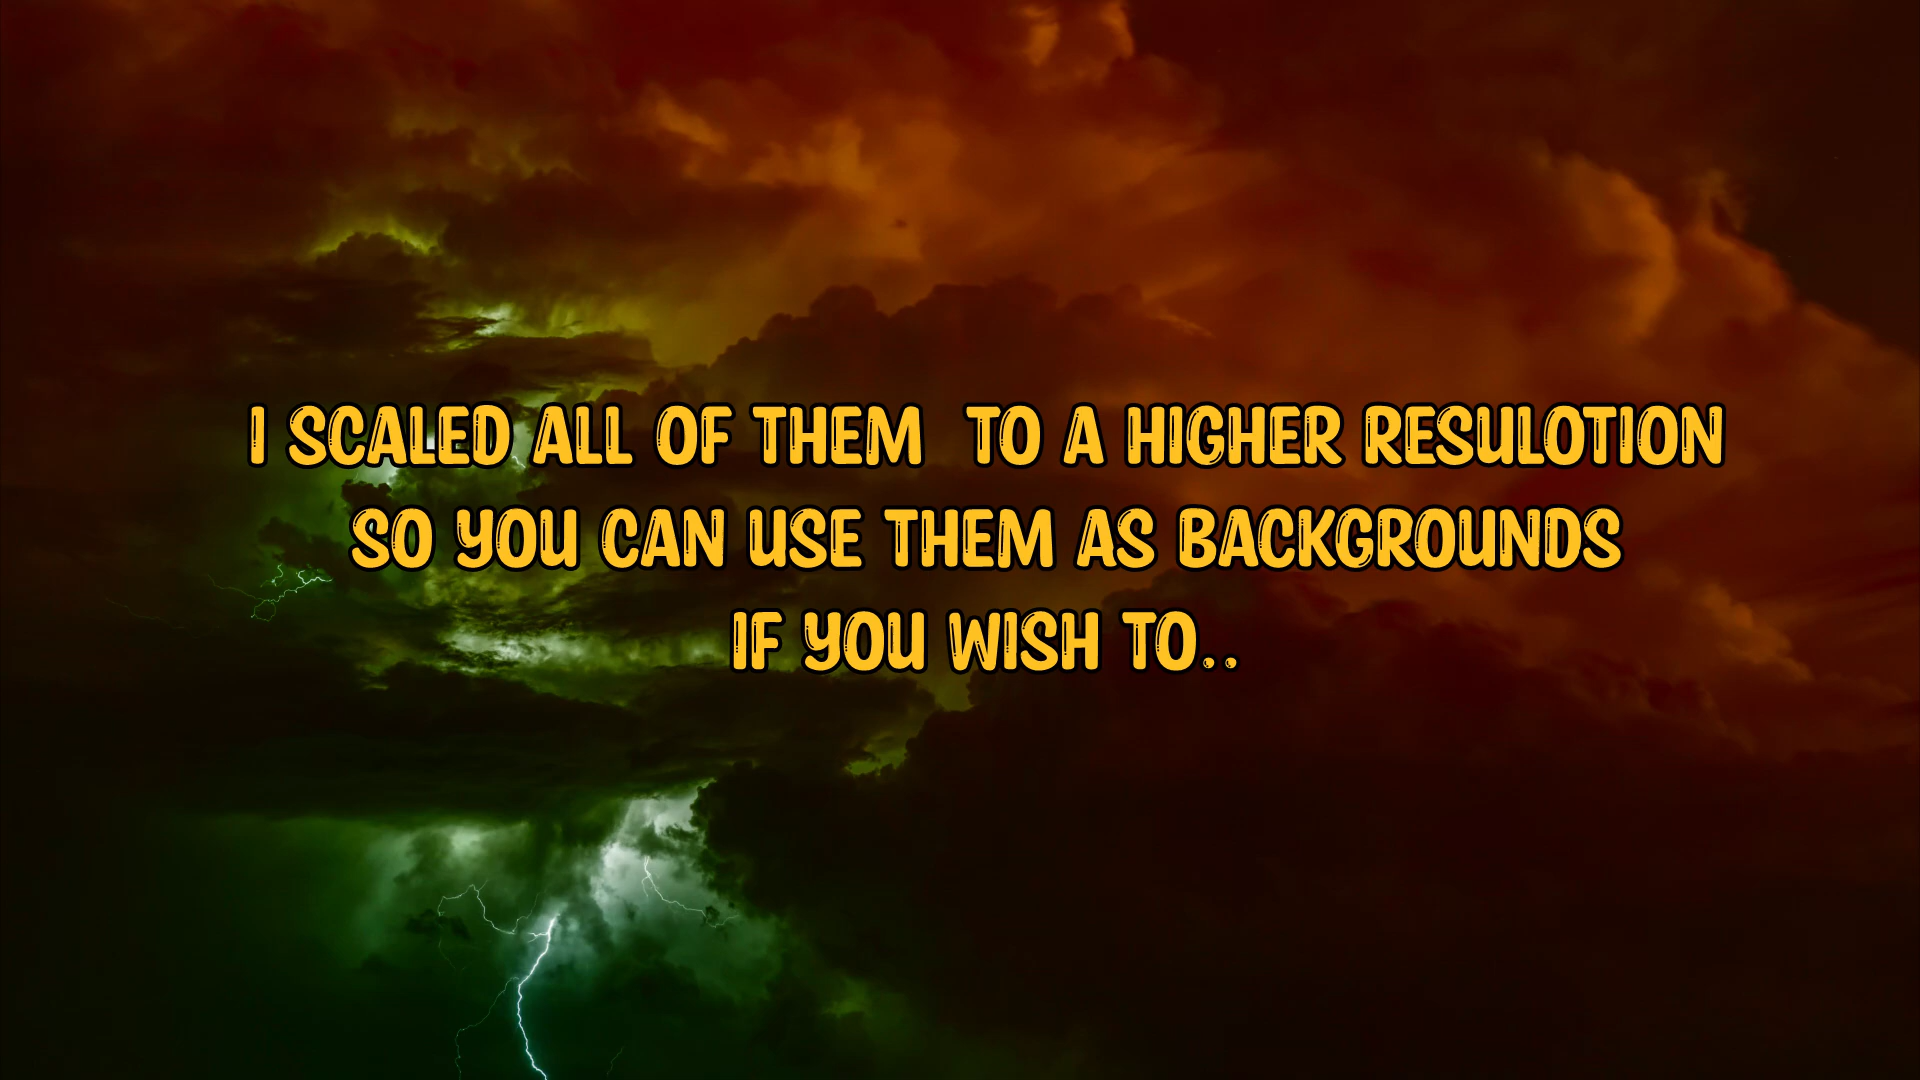 I SCALED ALL OF THEM  TO A HIGHER RESULOTION
SO YOU CAN USE THEM AS BACKGROUNDS
IF YOU WISH TO..